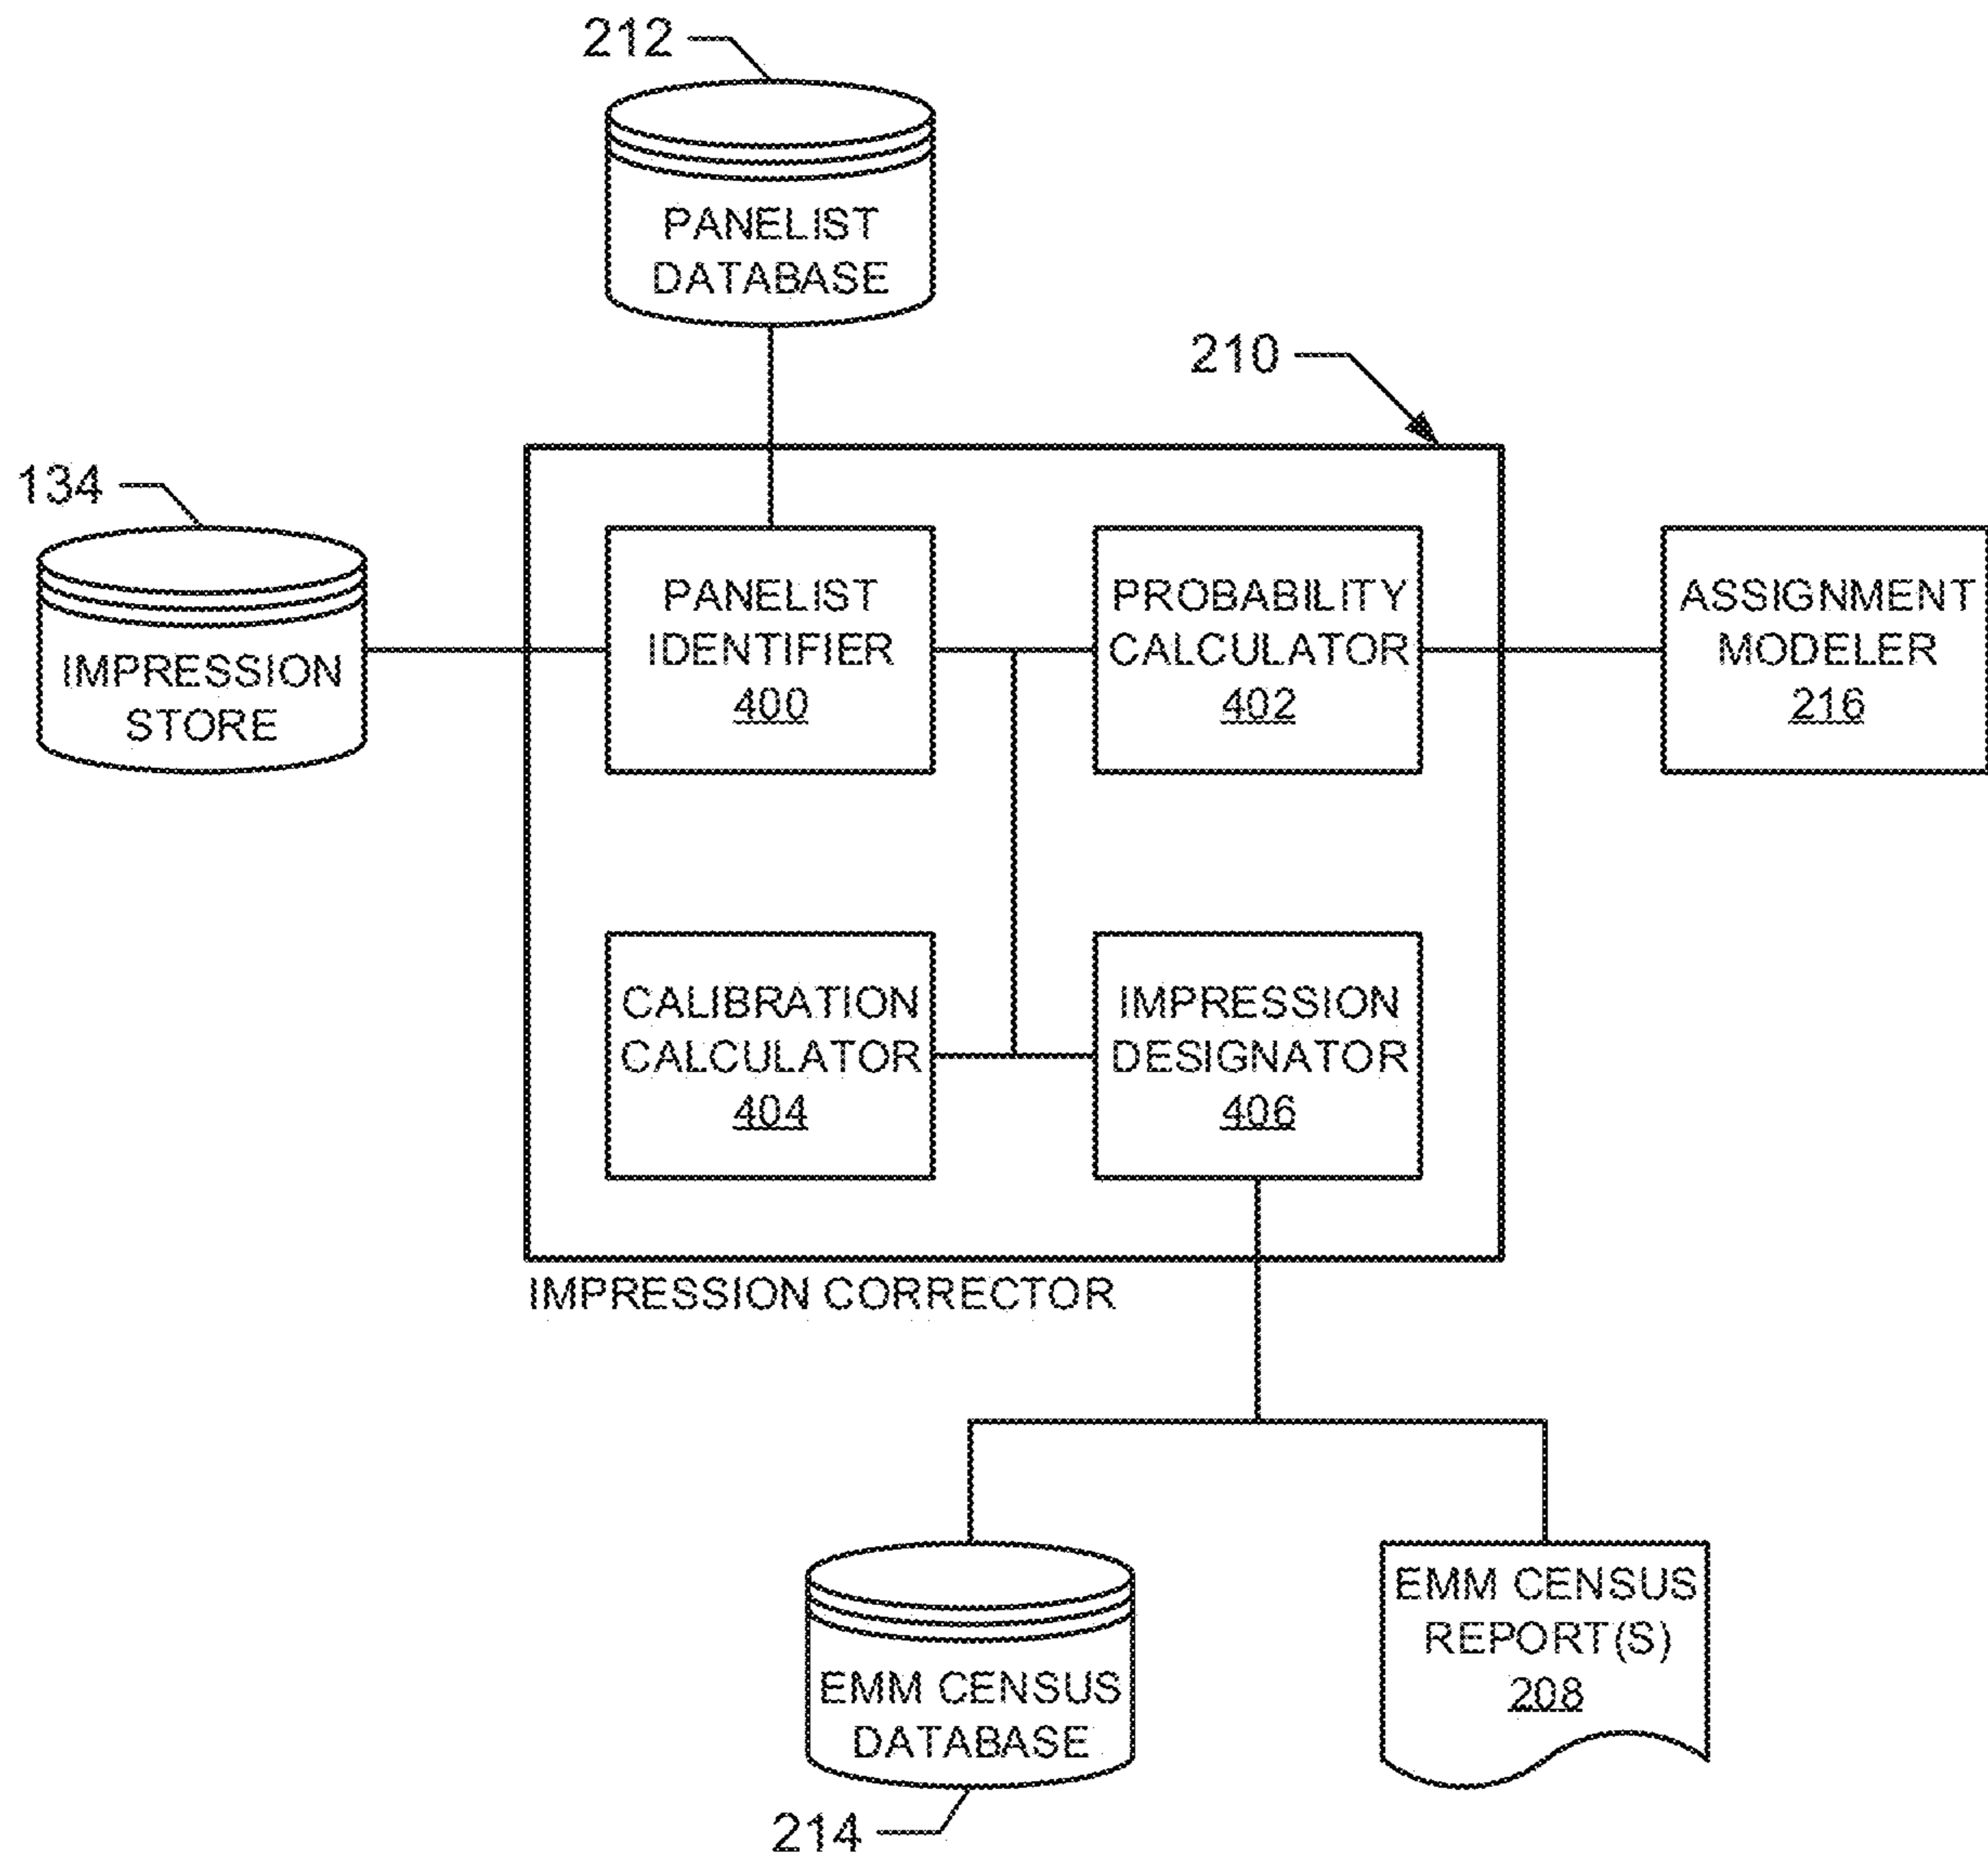 212
PANELIST
DATABASE
210
134
IMPRESSION
STORE
PANELIST
IDENTIFIER
400
PROBABILITY
CALCULATOR
402
ASSIGNMENT
MODELER
216
CALIBRATION
CALCULATOR
404
IMPRESSION
DESIGNATOR
406
IMPRESSION CORRECTOR
EMM CENSUS
DATABASE
214
EMM CENSUS
REPORT(S)
208